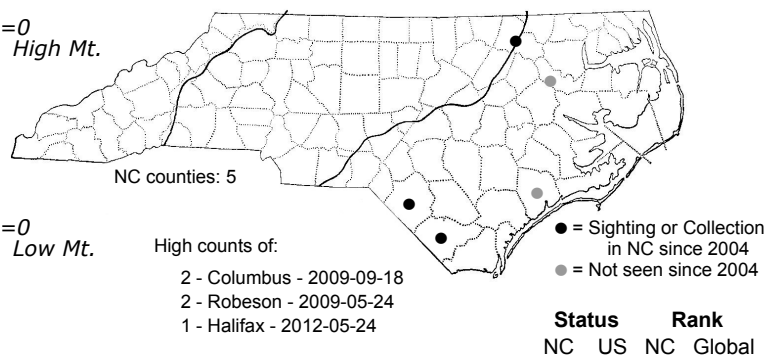 =0
High Mt.
NC counties: 5
=0
Low Mt.
High counts of:
2 - Columbus - 2009-09-18
2 - Robeson - 2009-05-24
1 - Halifax - 2012-05-24
= Sighting or Collection
in NC since 2004
= Not seen since 2004
Status Rank
NC US NC Global